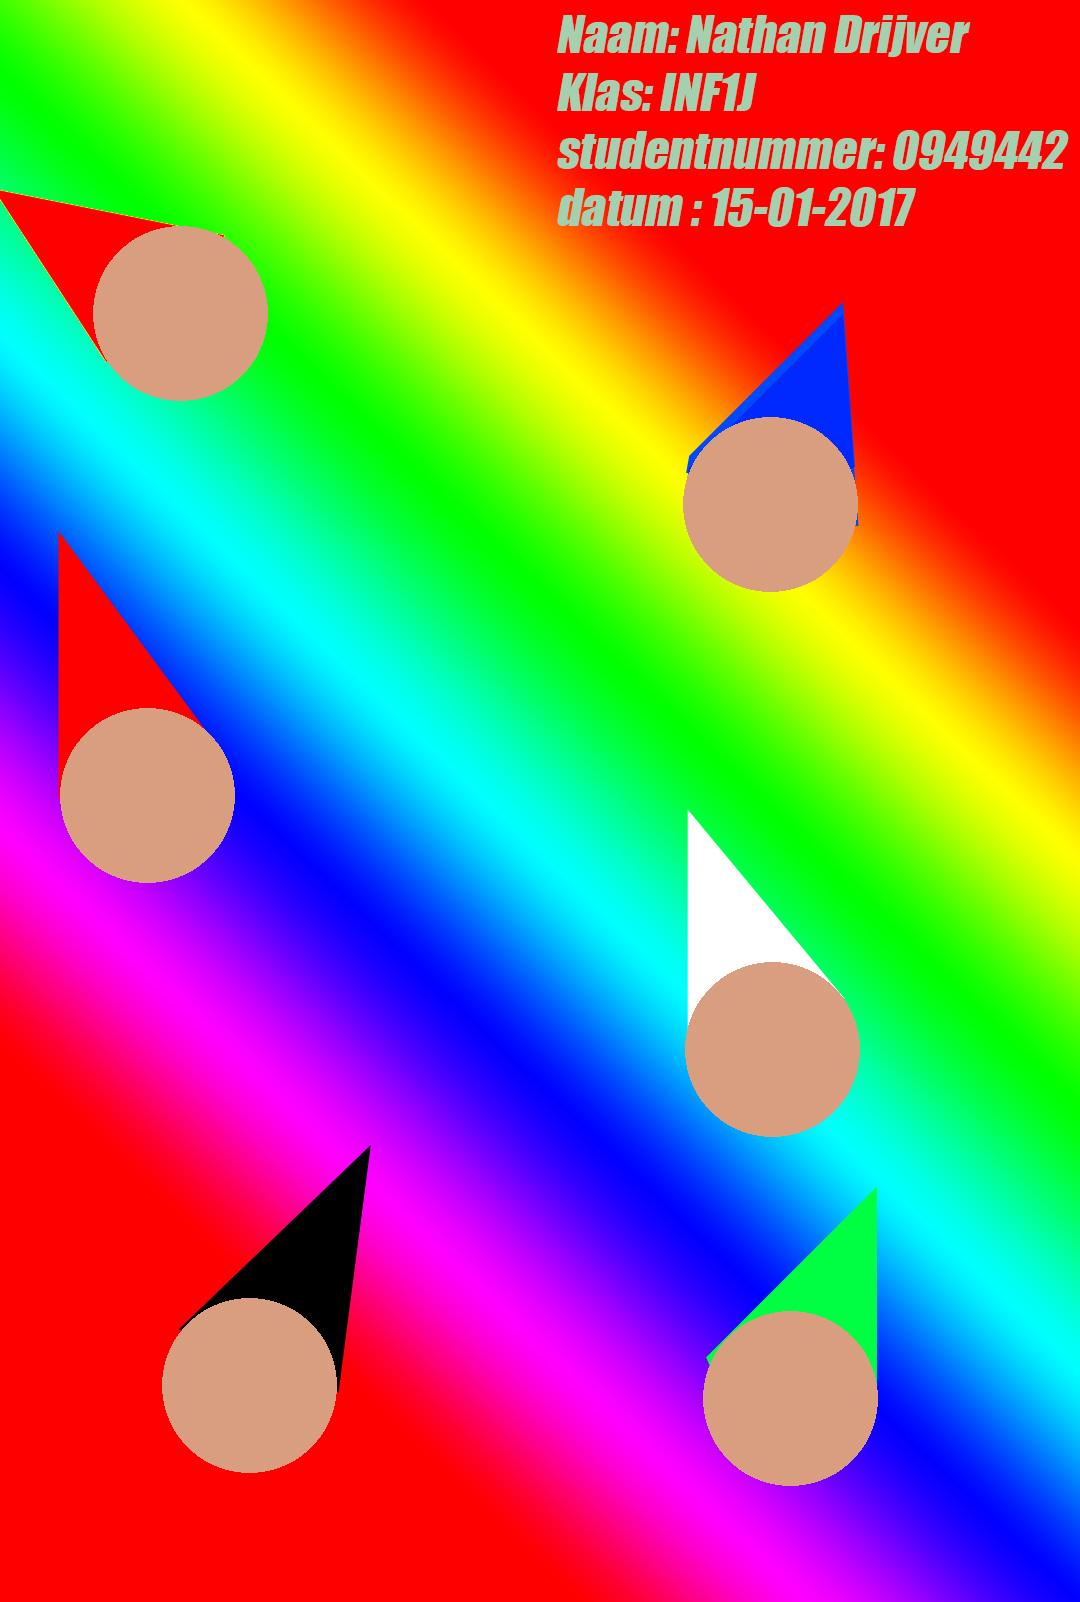 Naam: Nathan Drijver
Klas: INF1J
studentnummer: 0949442
datum : 15-01-2017